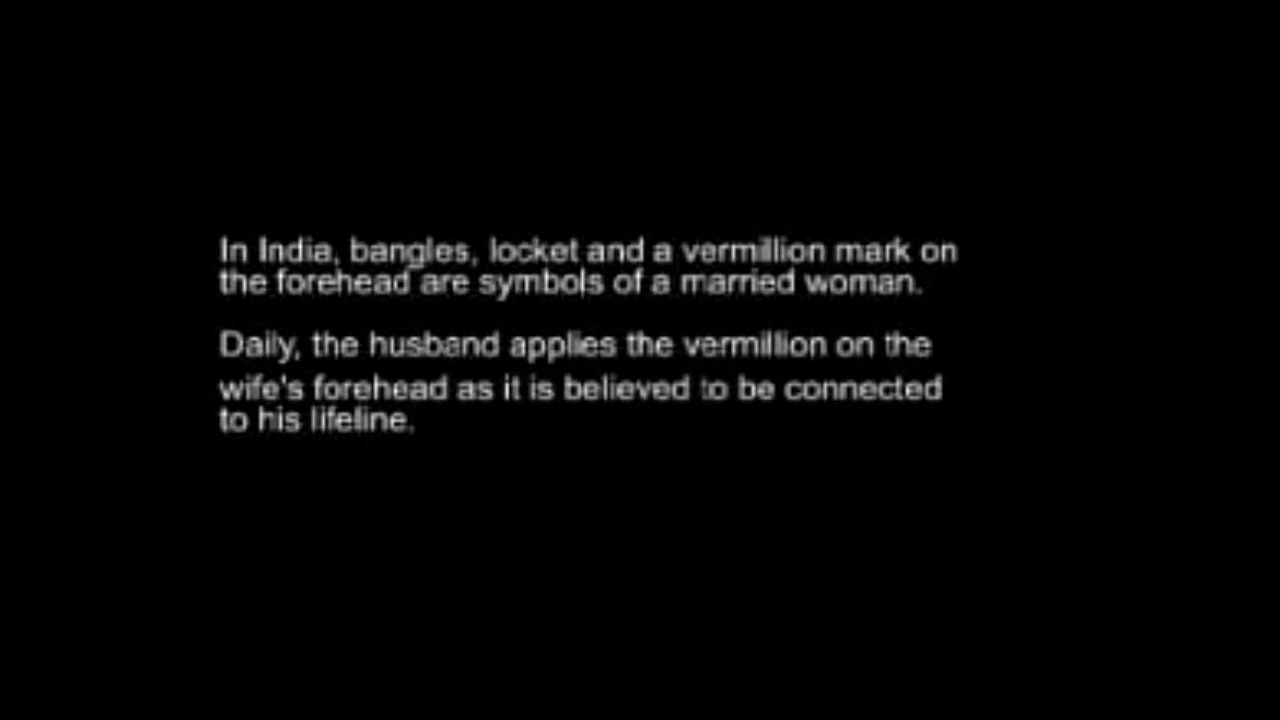 In India, bangles, locket and a vermillion mark on
the forehead are symbols of a married woman.
Daily, the husband applies the vermillion on the
wife's forehead as it is believed to be connected
to his lifeline.